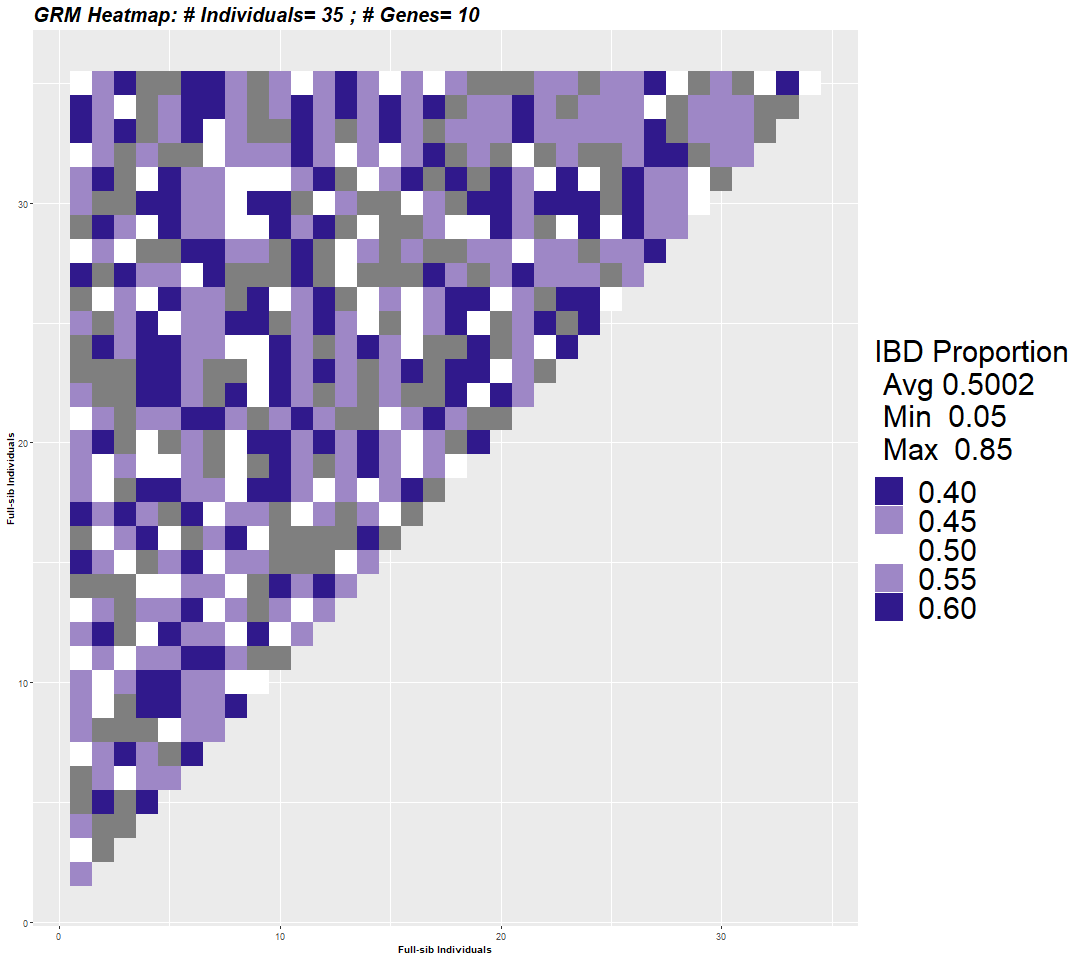 GRM Heatmap: # Individuals= 35 ; # Genes= 10
Full-sib Individuals
30
20
10
0
0 10 20 30
Full-sib Individuals
IBD Proportion
Avg 0.5002
Min 0.05
Max 0.85
0.40
0.45
0.50
0.55
0.60